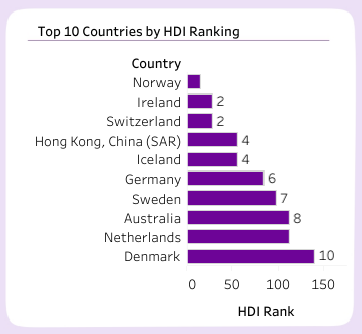 Top 10 Countries by HDI Ranking
Country
Norway
Ireland 2
Switzerland 2
Hong Kong, China (SAR) 4
Iceland 4
Germany 6
Sweden 7
Australia 8
Netherlands
Denmark 10
0 50 100 150
HDI Rank